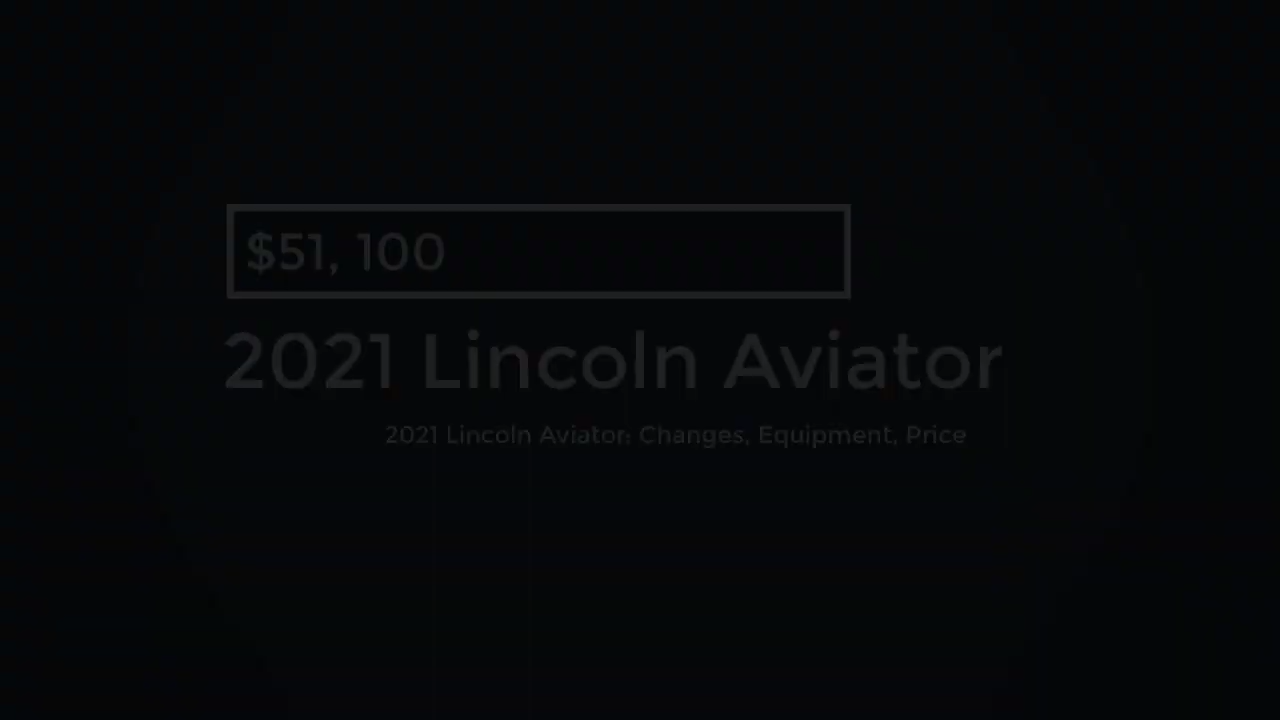 $51, 100
2021 Lincoln Aviator
2021 Lincoln Aviator: Changes, Equipment, Price